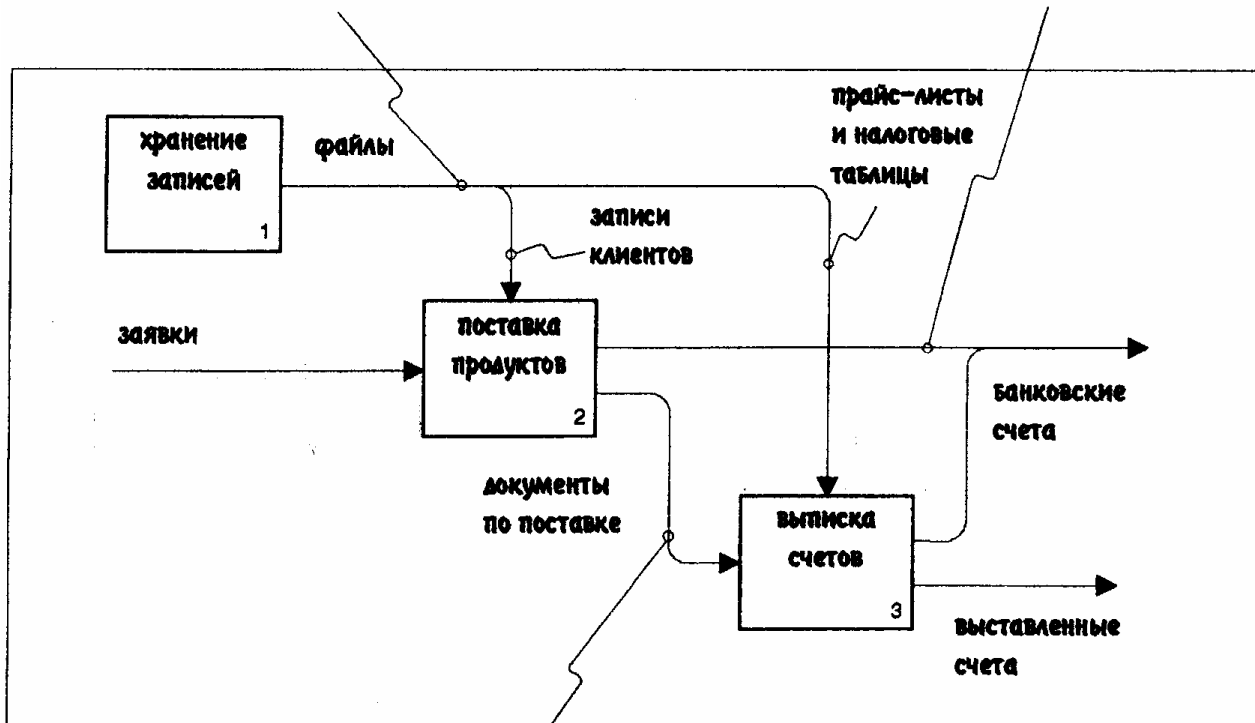 прайс-листы
и налоговые
таблицы
хранение
записей
1
файлы
записи
клиентов
заявки
поставка
продуктов
2
банковские
счета
документы
по поставке
выписка
счетов
3
выставленные
счета